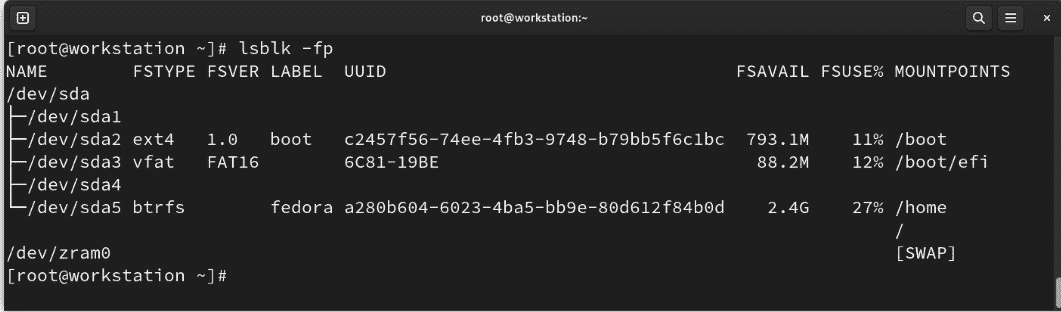 root@workstation:~
[root@workstation ~]# lsblk -fp
NAME        FSTYPE FSVER LABEL  UUID                                 FSAVAIL FSUSE% MOUNTPOINTS
/dev/sda
├─/dev/sda1
├─/dev/sda2 ext4   1.0   boot   c2457f56-74ee-4fb3-9748-b79bb5f6c1bc  793.1M    11% /boot
├─/dev/sda3 vfat   FAT16        6C81-19BE                              88.2M    12% /boot/efi
├─/dev/sda4
└─/dev/sda5 btrfs        fedora a280b604-6023-4ba5-bb9e-80d612f84b0d    2.4G    27% /home
                                                                                    /
/dev/zram0                                                                          [SWAP]
[root@workstation ~]#